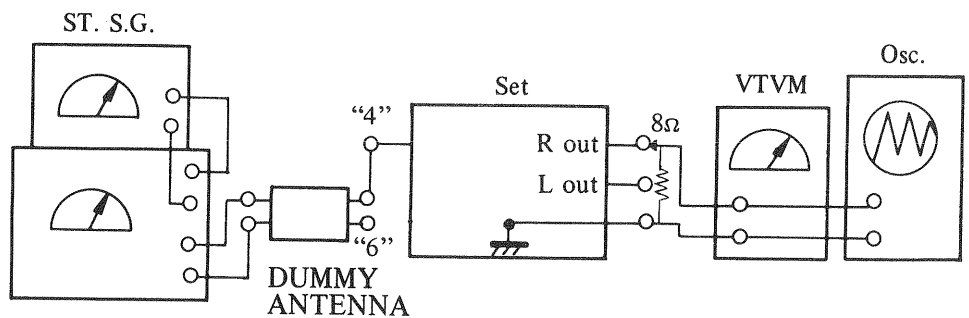 ST. S.G.
"4"
Set
8Ω
VTVM
Osc.
R out
L out
"6"
DUMMY
ANTENNA